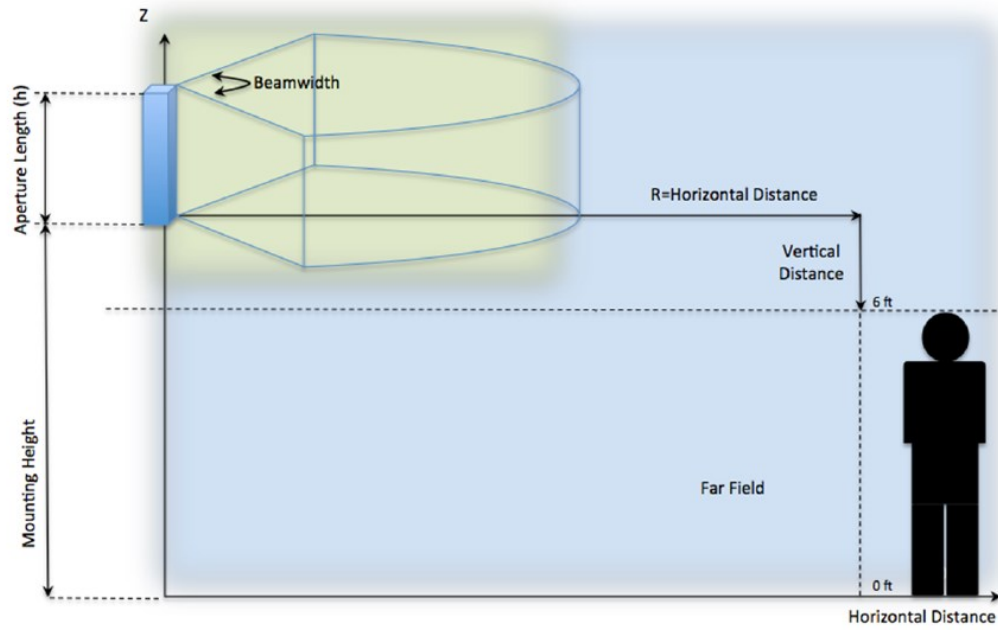 Z
Beamwidth
Aperture Length (h)
R=Horizontal Distance
Vertical
Distance
6 ft
Mounting Height
Far Field
0 ft
Horizontal Distance